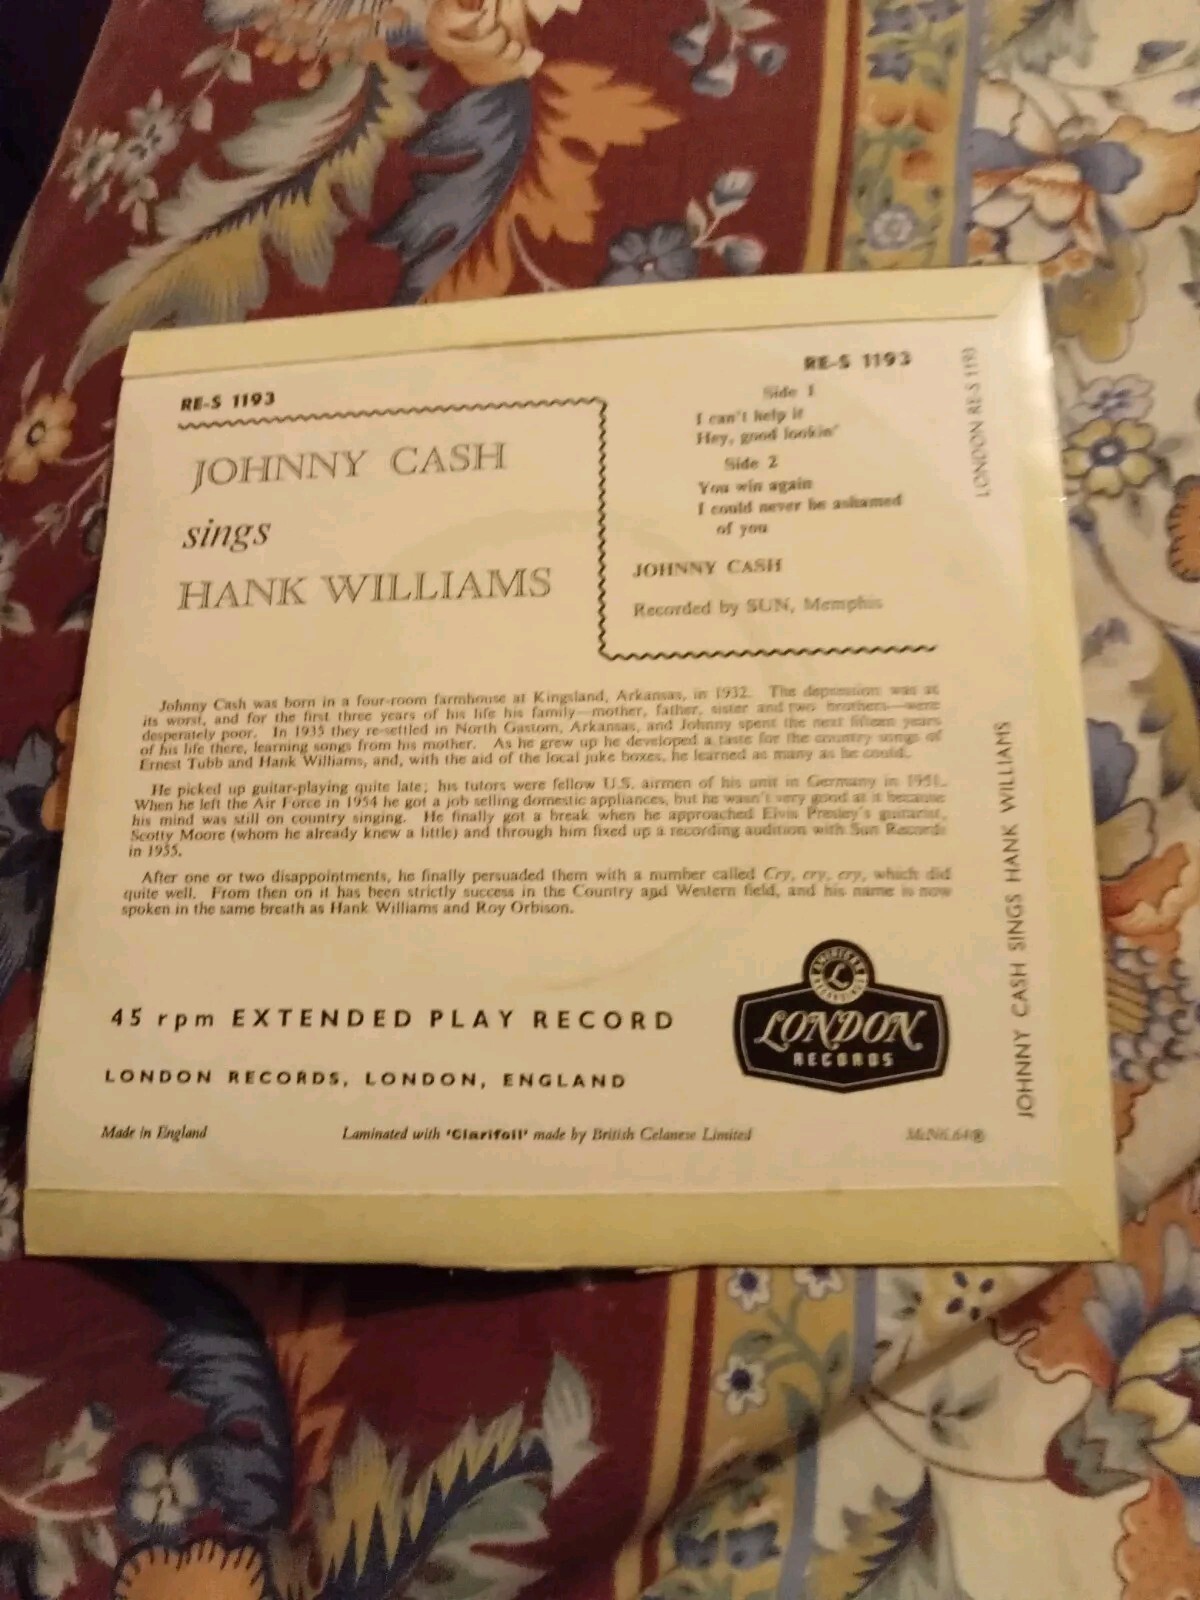 RE-S 1193
JOHNNY CASH
sings
HANK WILLIAMS
RE-S 1193
Side 1
I can't help it
Hey, good lookin'
Side 2
You win again
I could never be ashamed
of you
JOHNNY CASH
Recorded by SUN, Memphis
Johnny Cash was born in a four-room farmhouse at Kingsland, Arkansas, in 1932. The depression was at
its worst, and for the first three years of his life his family—mother, father, sister and two brothers—were
desperately poor. In 1935 they re-settled in North Gastom, Arkansas, and Johnny spent the next fifteen years
of his life there, learning songs from his mother. As he grew up he developed a taste for the country songs of
Ernest Tubb and Hank Williams, and, with the aid of the local juke boxes, he learned as many as he could.
He picked up guitar-playing quite late; his tutors were fellow U.S. airmen of his unit in Germany in 1951.
When he left the Air Force in 1954 he got a job selling domestic appliances, but he wasn't very good at it because
his mind was still on country singing. He finally got a break when he approached Elvis Presley's guitarist,
Scotty Moore (whom he already knew a little) and through him fixed up a recording audition with Sun Records
in 1955.
After one or two disappointments, he finally persuaded them with a number called Cry, cry, cry, which did
quite well. From then on it has been strictly success in the Country and Western field, and his name is now
spoken in the same breath as Hank Williams and Roy Orbison.
45 rpm EXTENDED PLAY RECORD
LONDON RECORDS, LONDON, ENGLAND
AMERICAN
L
RECORDINGS
LONDON
RECORDS
Made in England
Laminated with 'Clarifoil' made by British Celanese Limited
LONDON RE-S 1193
JOHNNY CASH SINGS HANK WILLIAMS